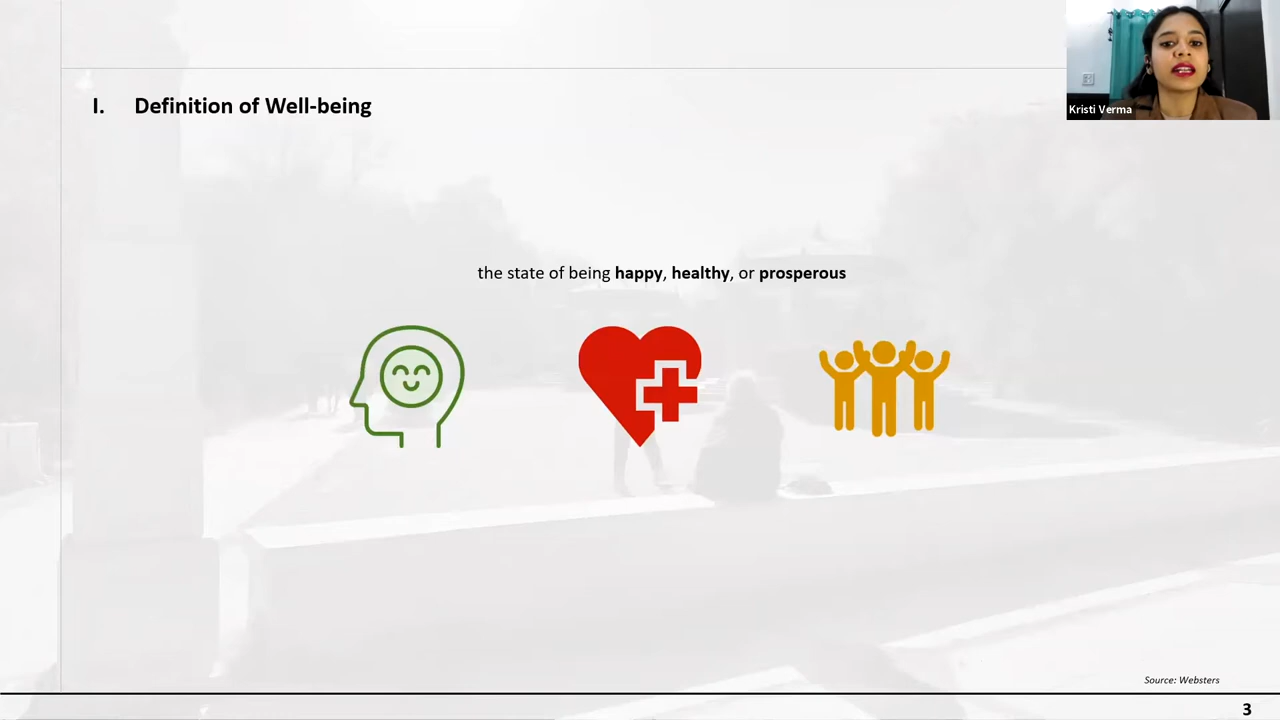 Kristi Verma
I. Definition of Well-being
the state of being happy, healthy, or prosperous
Source: Websters
3